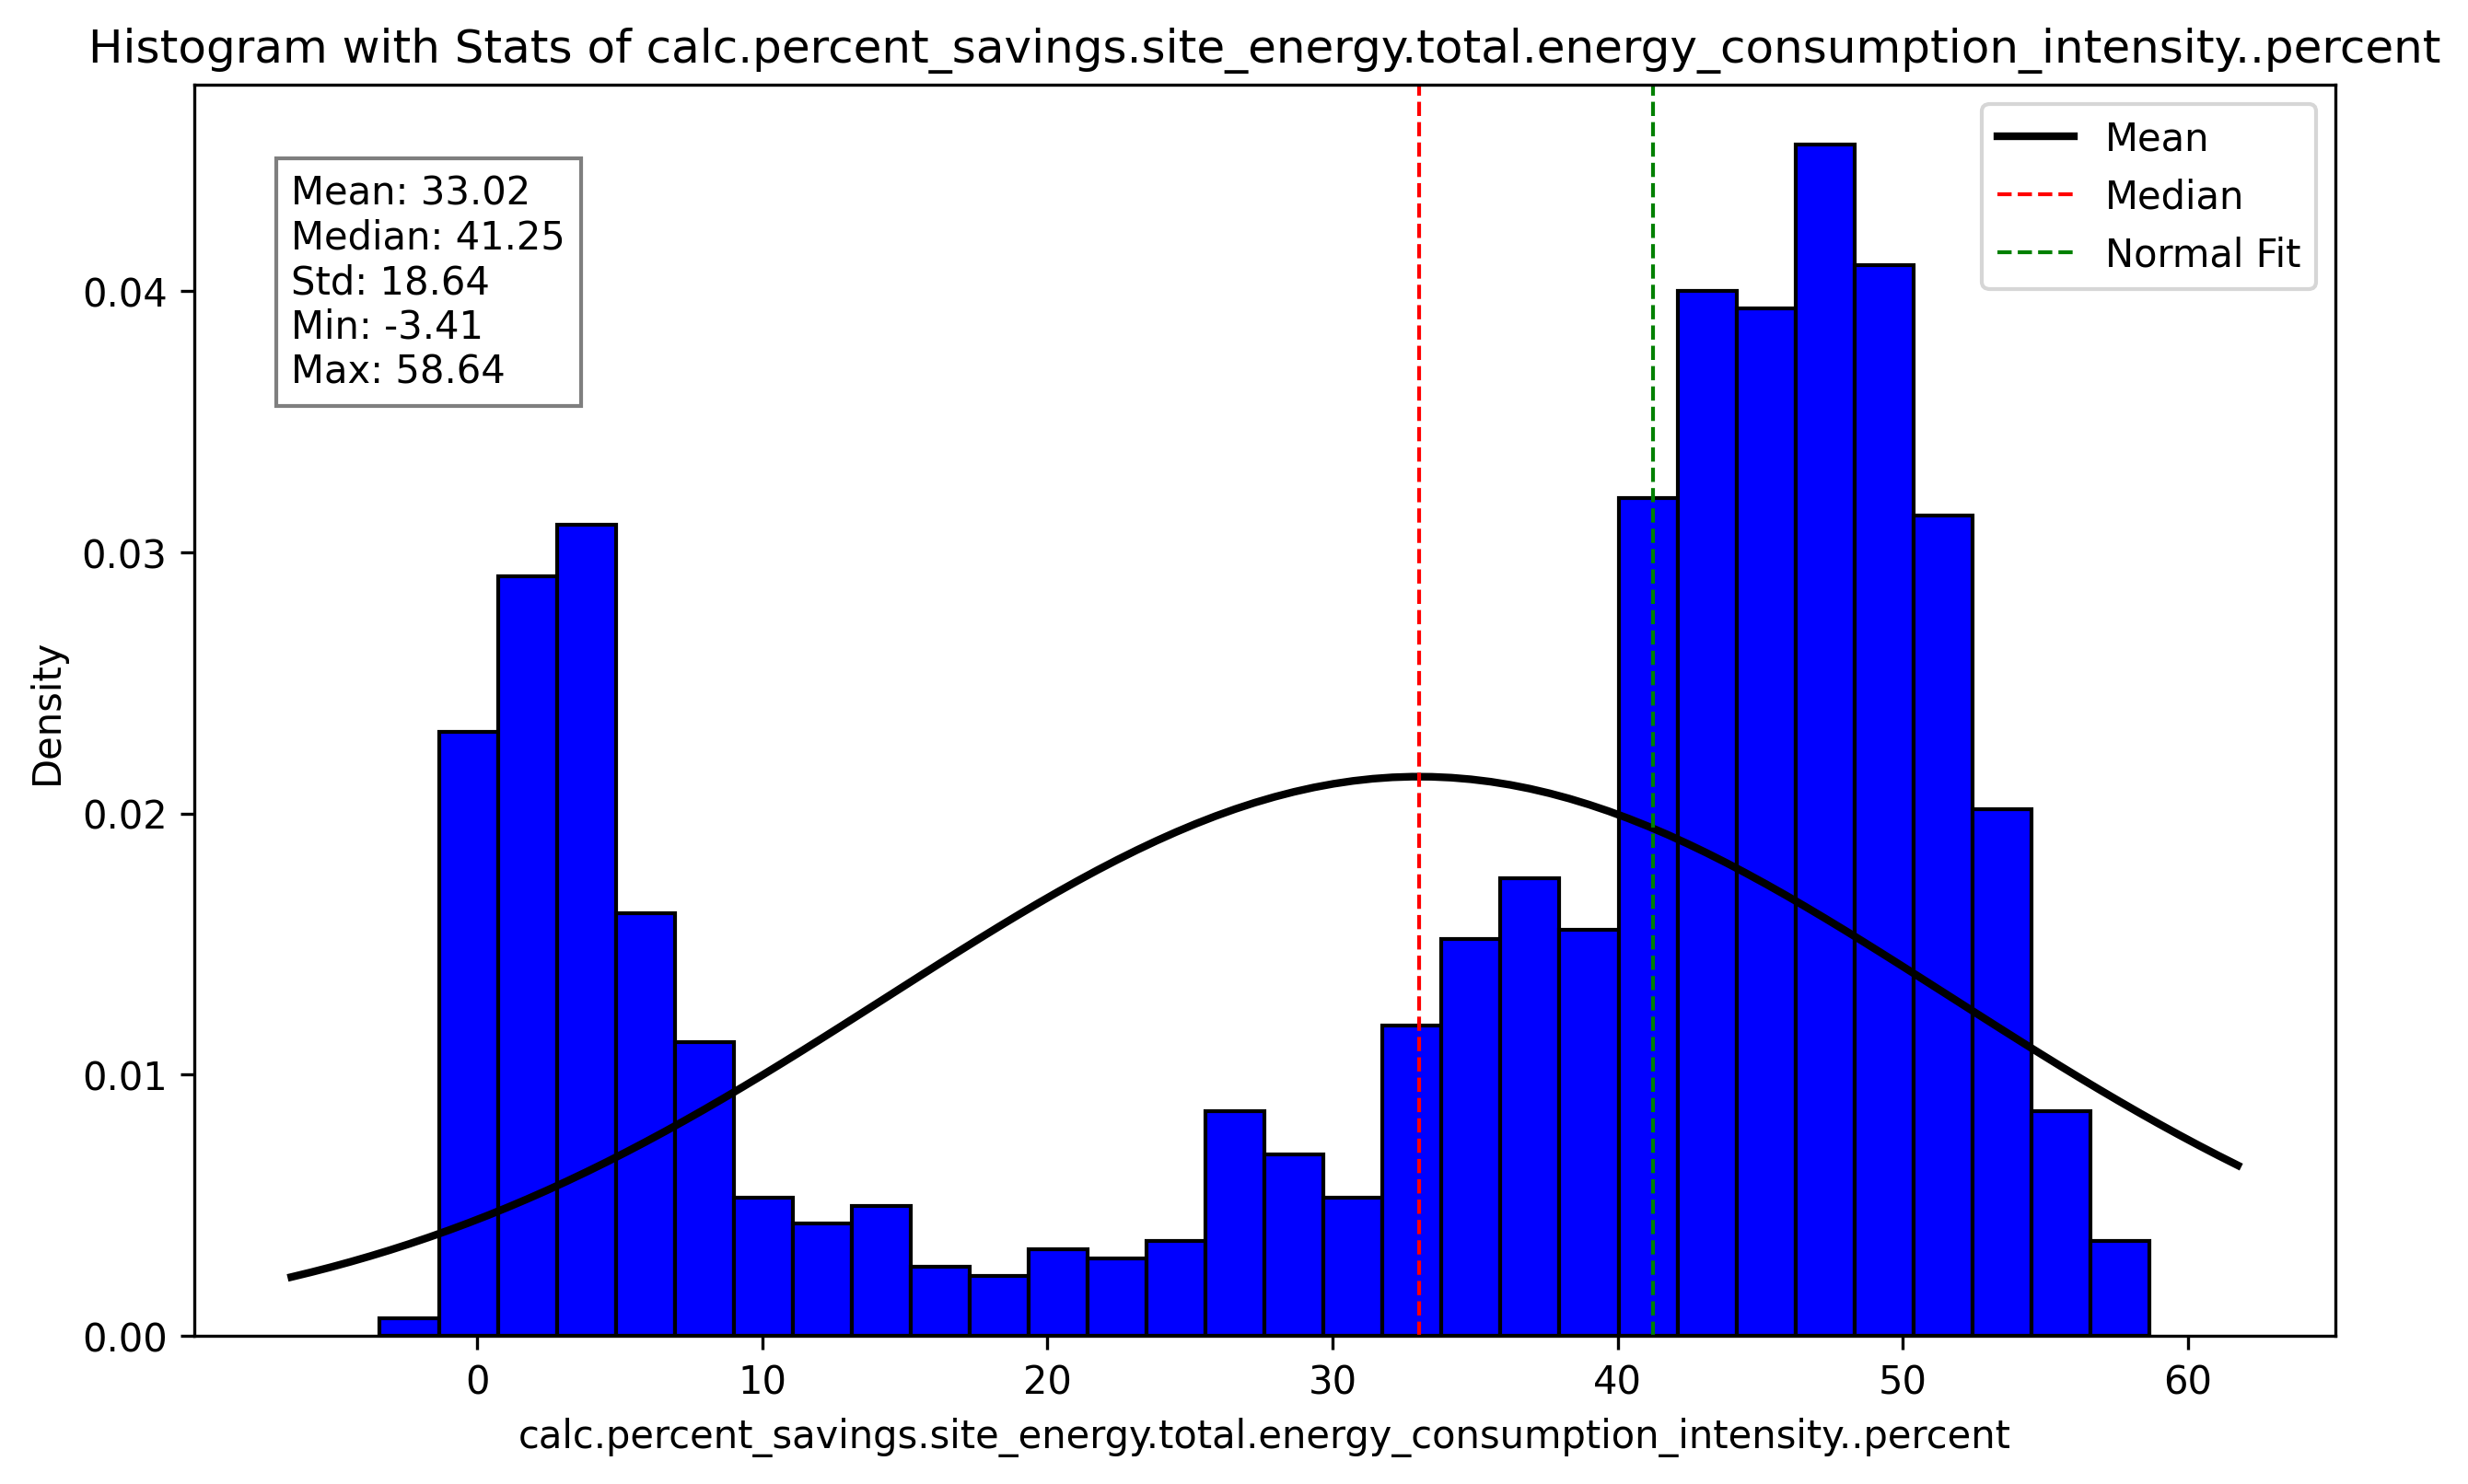 Histogram with Stats of calc.percent_savings.site_energy.total.energy_consumption_intensity..percent
Mean: 33.02
Median: 41.25
Std: 18.64
Min: -3.41
Max: 58.64
Mean
Median
Normal Fit
Density
0.04
0.03
0.02
0.01
0.00
0 10 20 30 40 50 60
calc.percent_savings.site_energy.total.energy_consumption_intensity..percent